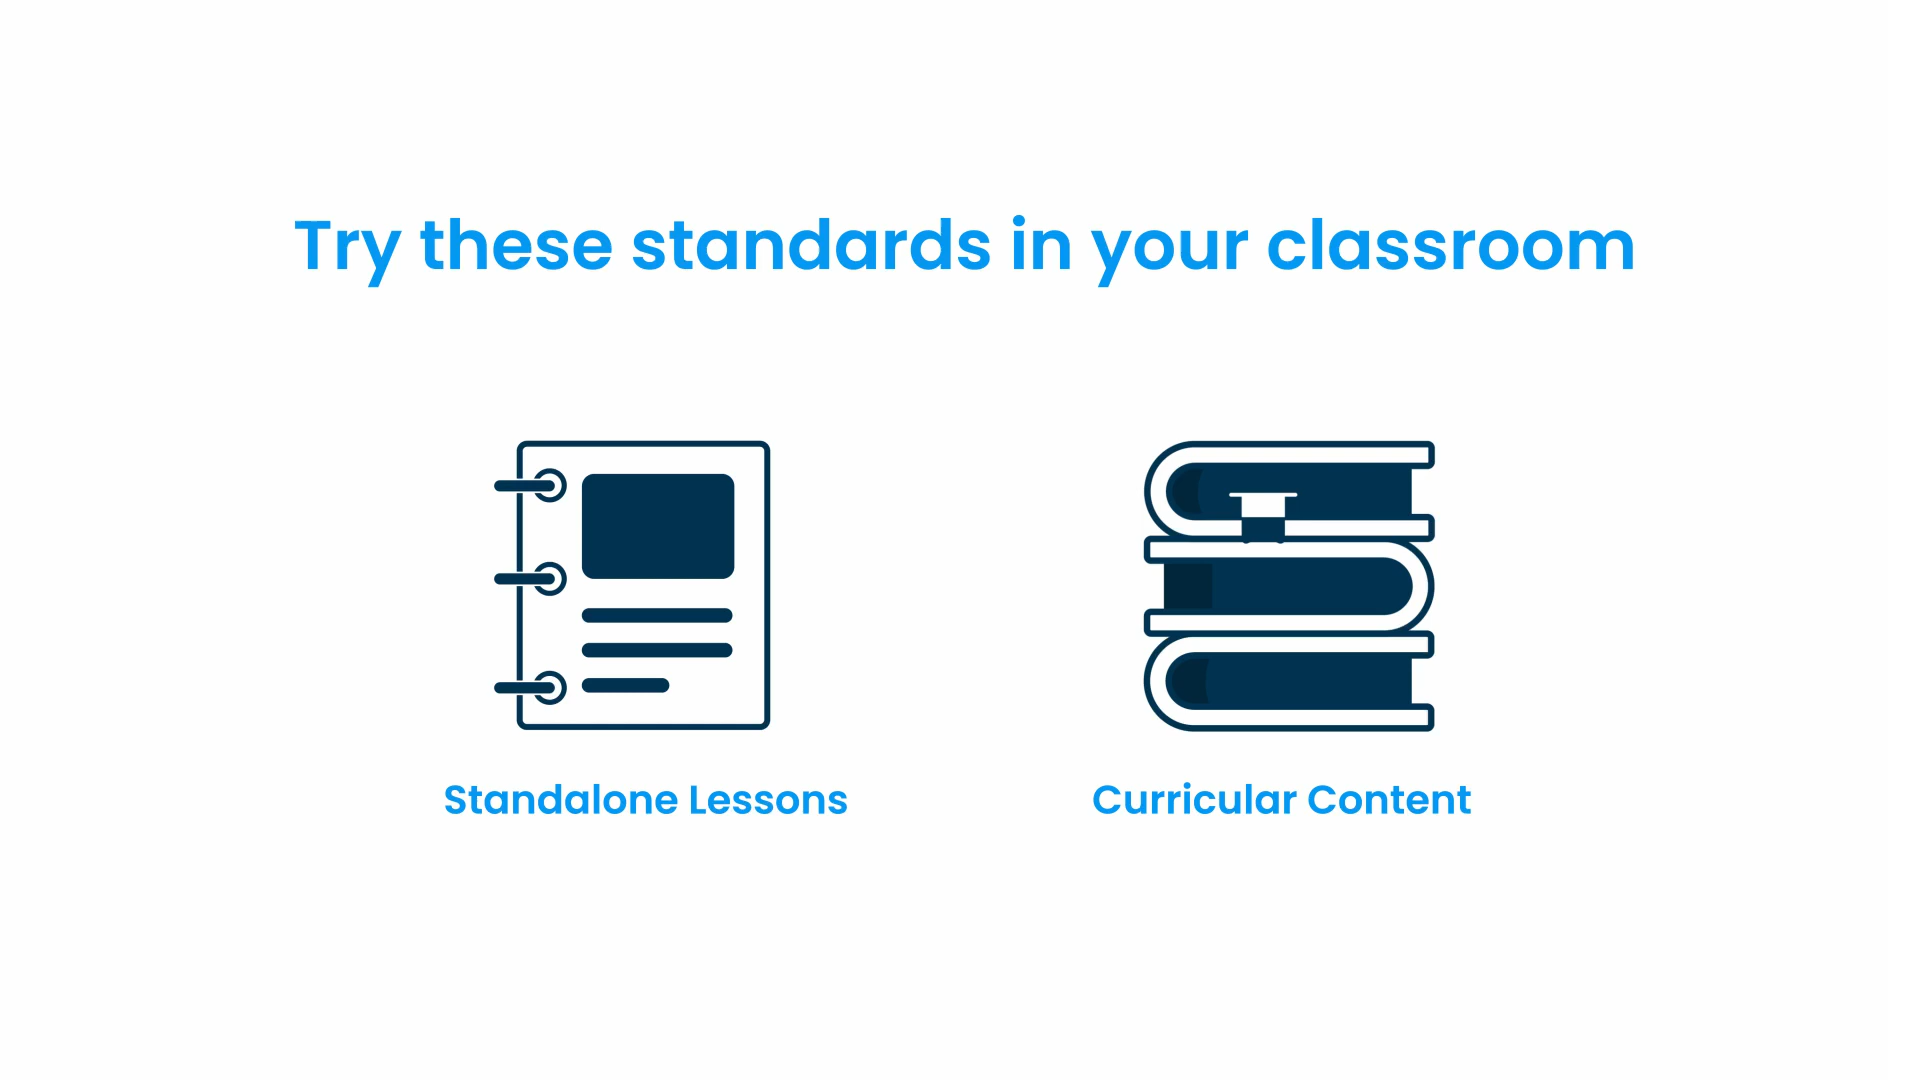 Try these standards in your classroom
Standalone Lessons
Curricular Content